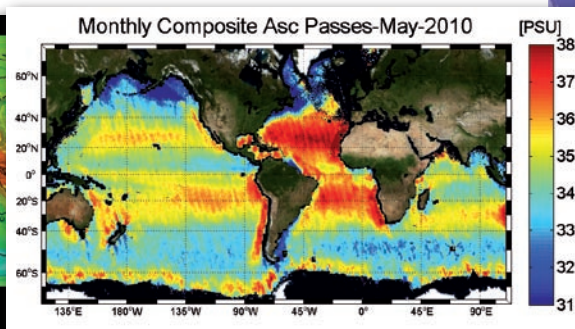 Monthly Composite Asc Passes-May-2010 [PSU]
38
60°N
37
40°N
36
20°N
35
0°
34
20°S
33
40°S
32
60°S
31
135°E 180°W 135°W 90°W 45°W 0° 45°E 90°E